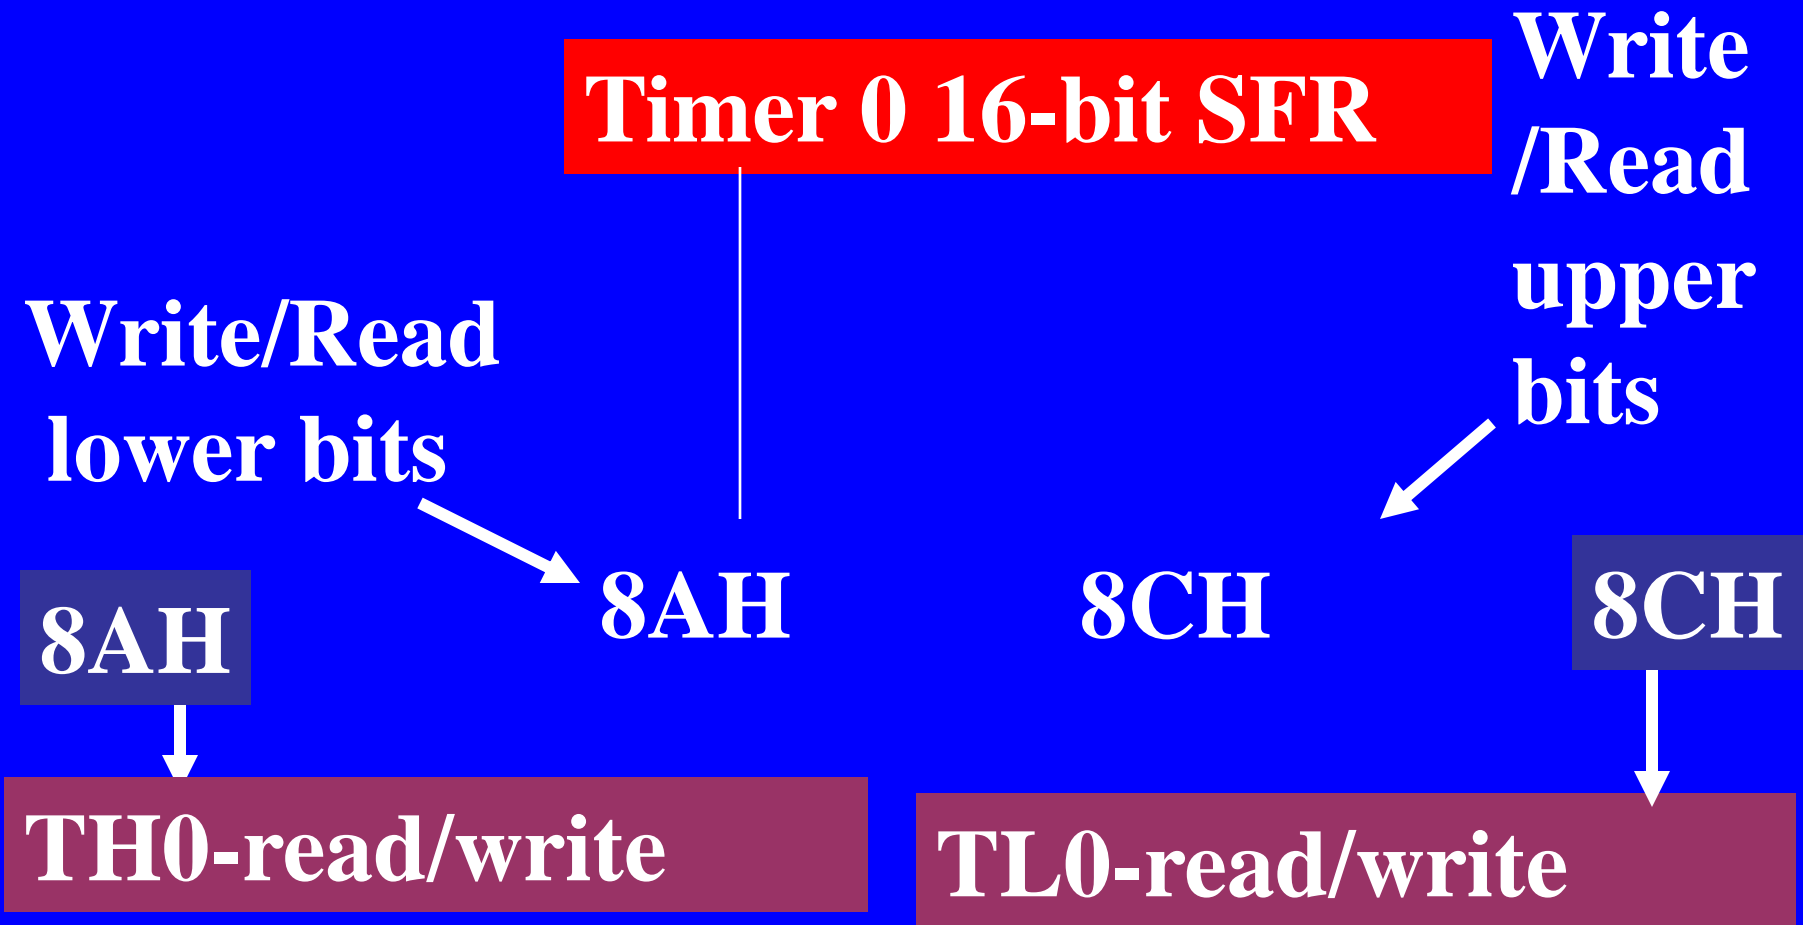 Timer 0 16-bit SFR
Write
/Read
upper
bits
Write/Read
lower bits
8AH
8CH
8AH
8CH
TH0-read/write
TL0-read/write